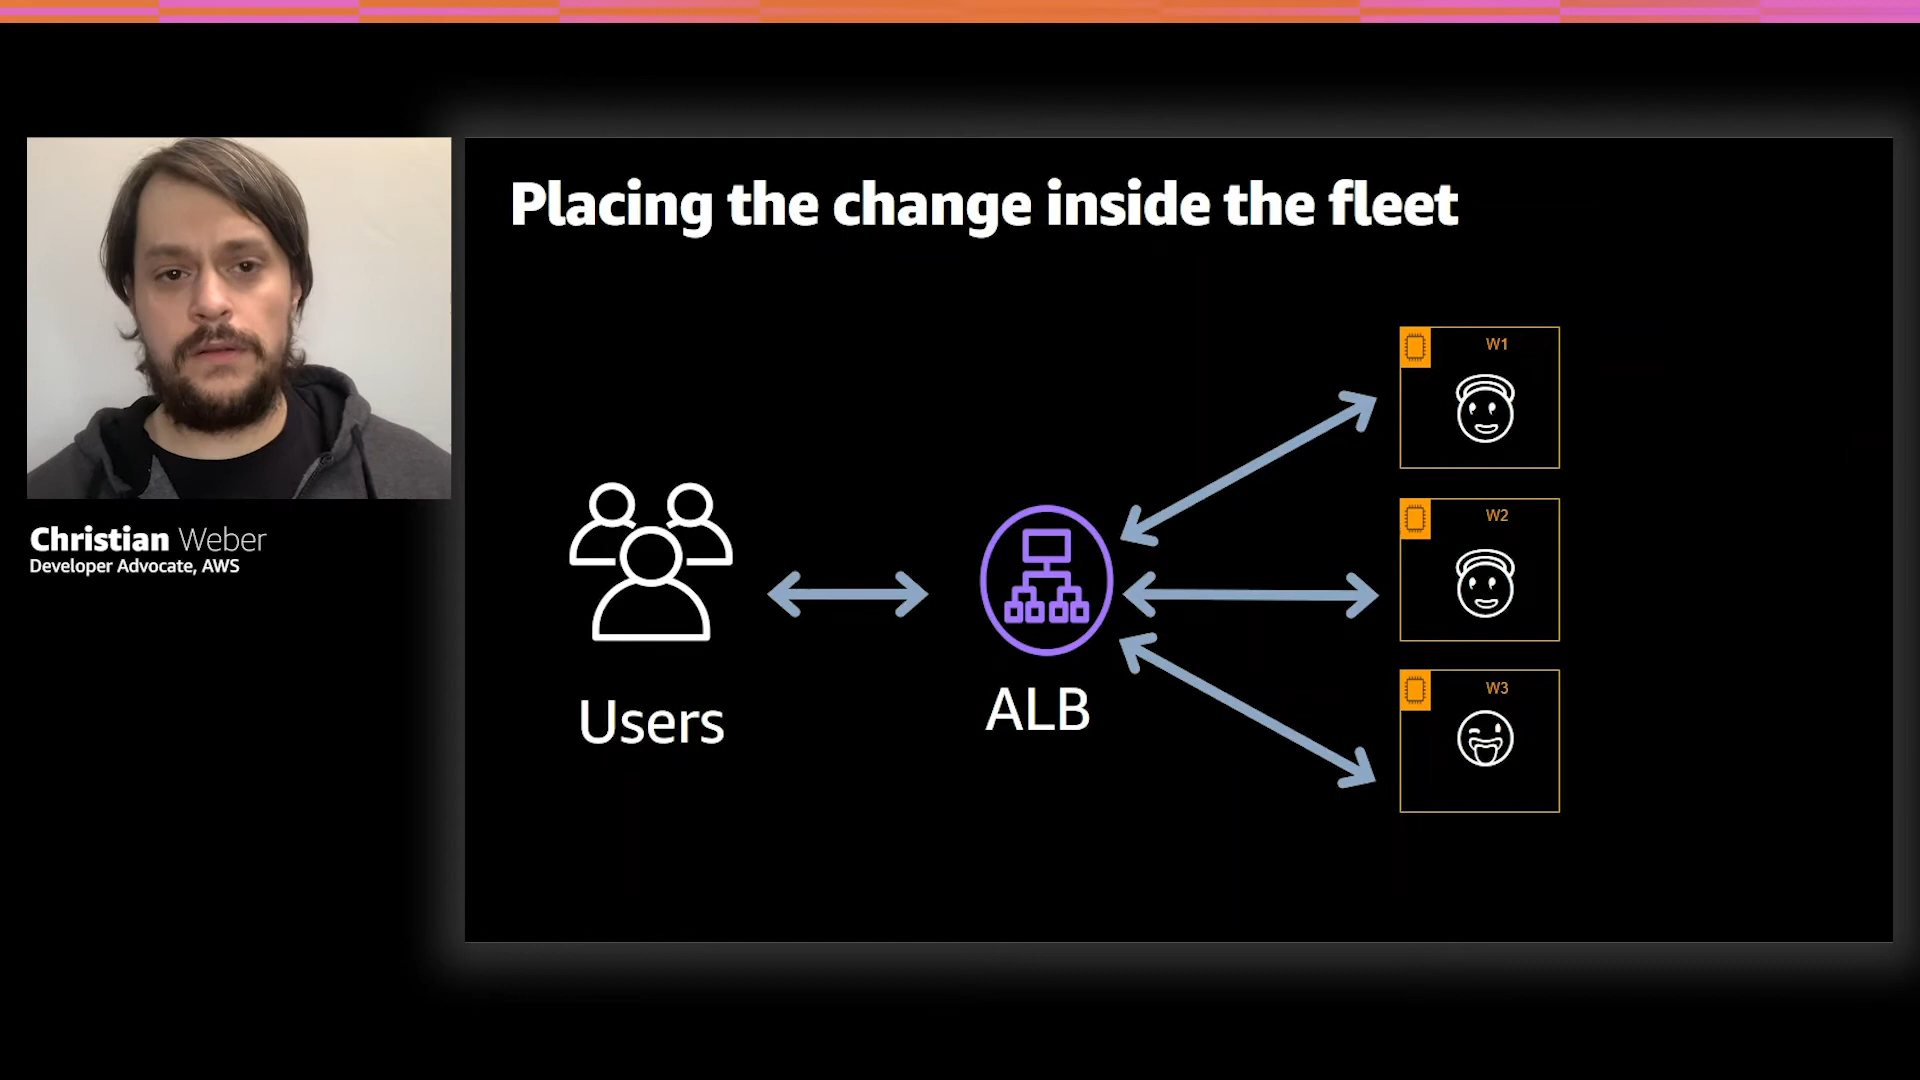 Placing the change inside the fleet
Christian Weber
Developer Advocate, AWS
Users
ALB
W1
W2
W3